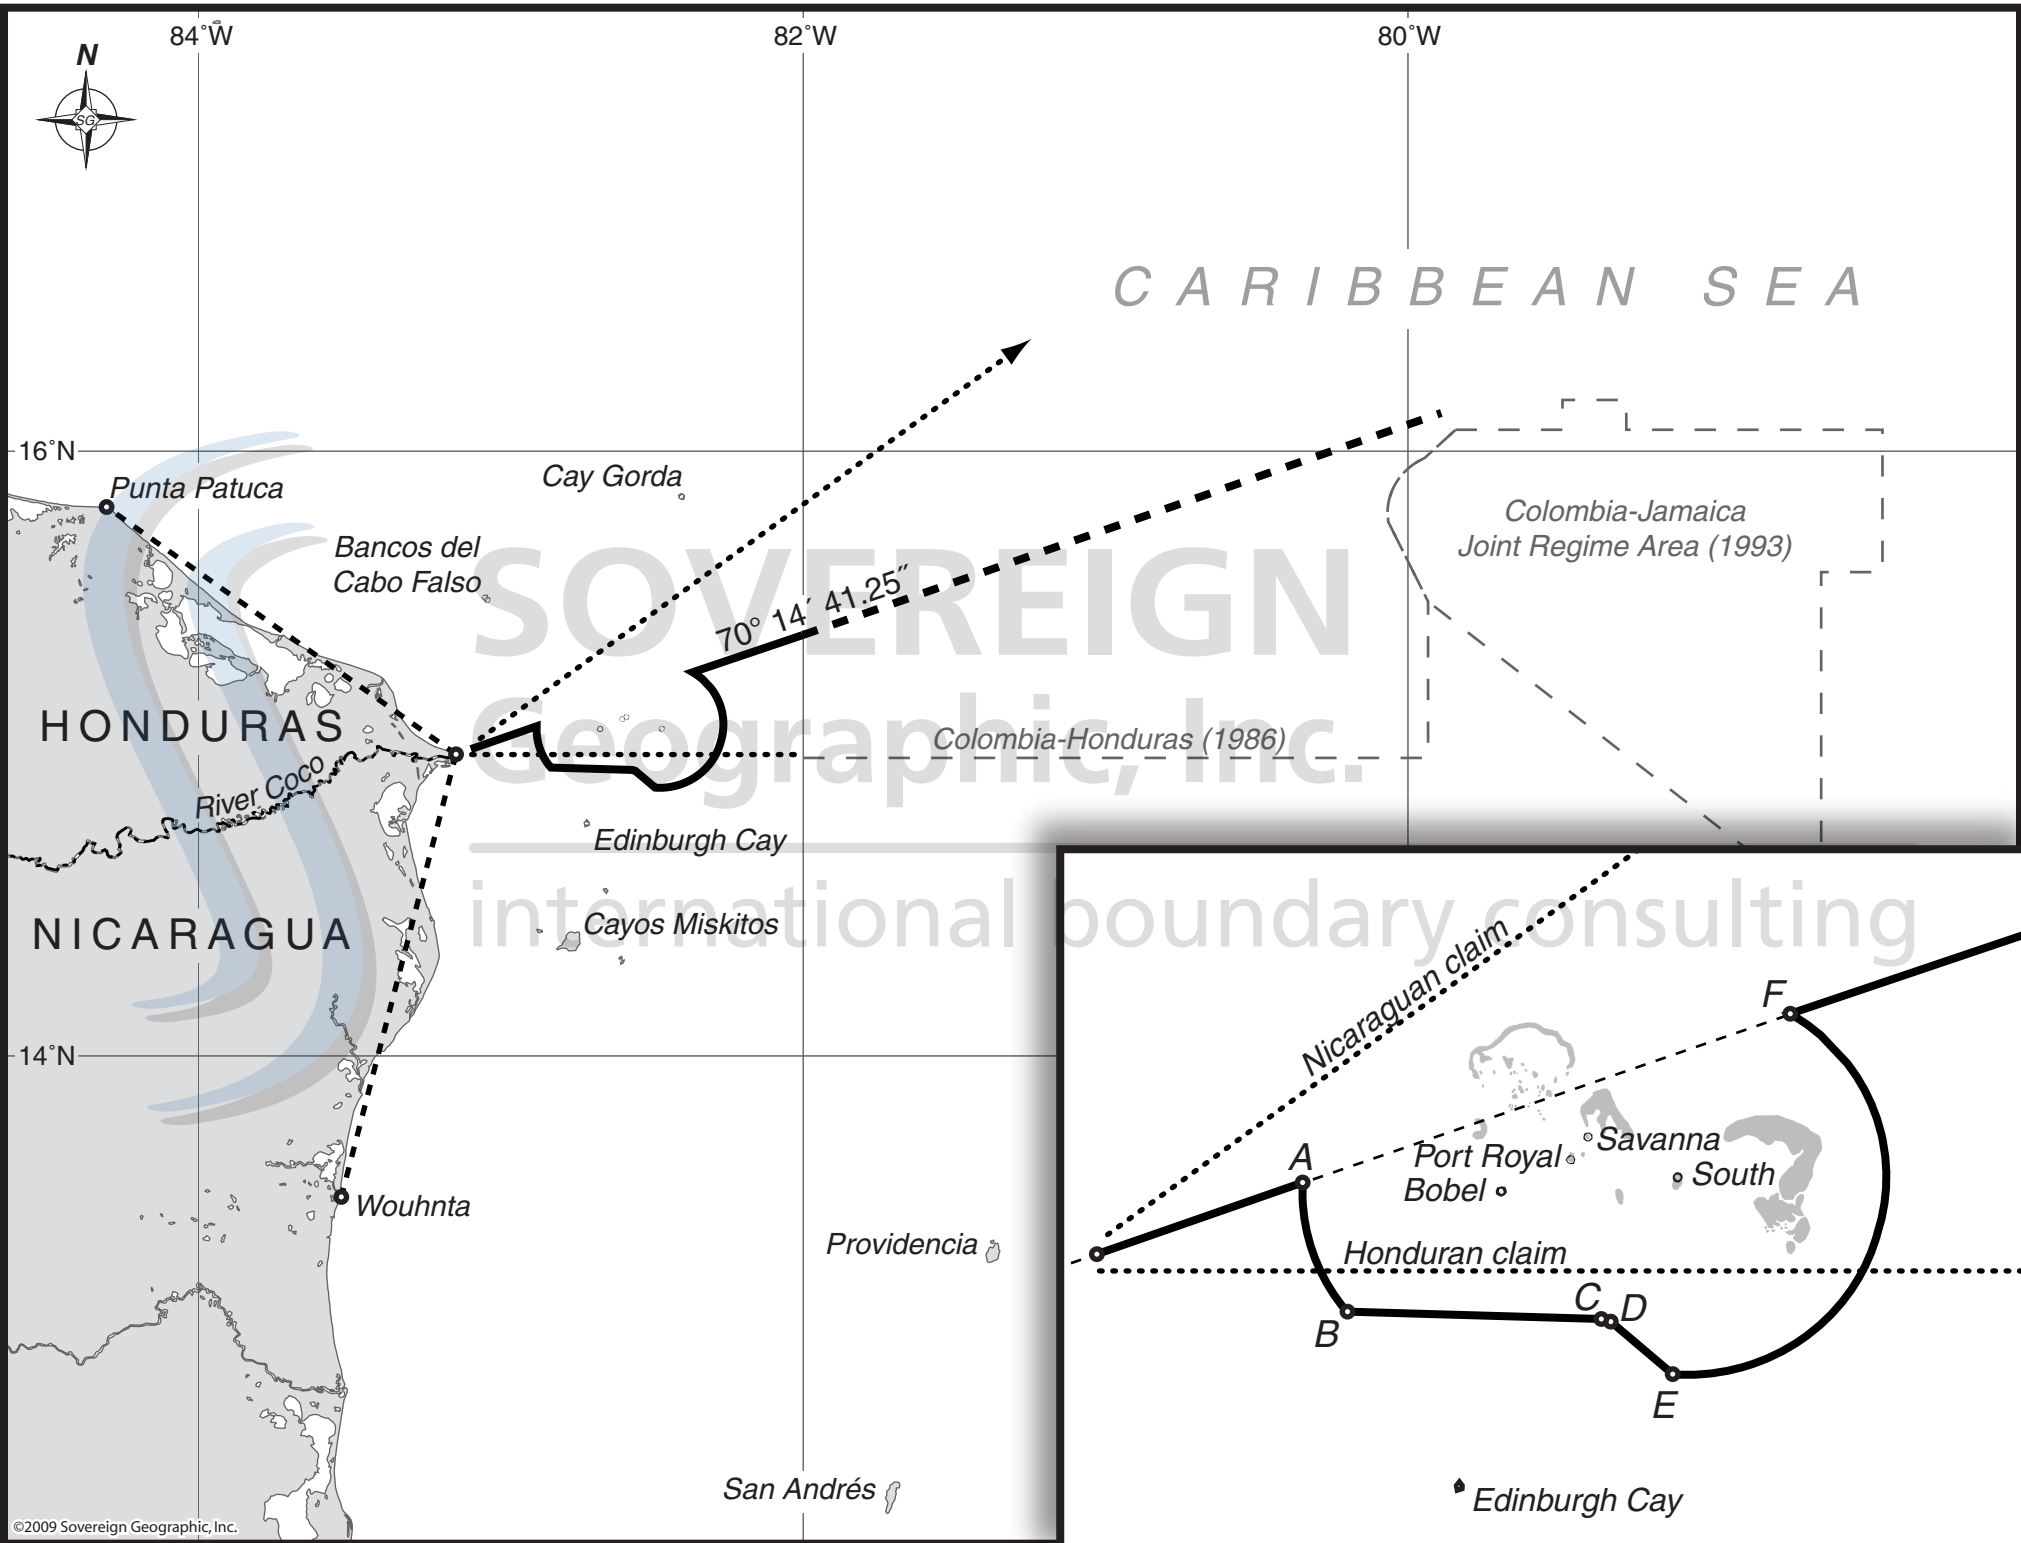 84˚W
82˚W
80˚W
N
SG
CARIBBEAN SEA
16˚N
Punta Patuca
Cay Gorda
Bancos del
Cabo Falso
Colombia-Jamaica
Joint Regime Area (1993)
SOVEREIGN
Geographic, Inc.
international boundary consulting
70° 14′ 41.25″
HONDURAS
Colombia-Honduras (1986)
River Coco
Edinburgh Cay
NICARAGUA
Cayos Miskitos
14˚N
Wouhnta
Providencia
San Andrés
©2009 Sovereign Geographic, Inc.
Nicaraguan claim
F
A
Savanna
Port Royal
South
Bobel
Honduran claim
C
D
B
E
Edinburgh Cay